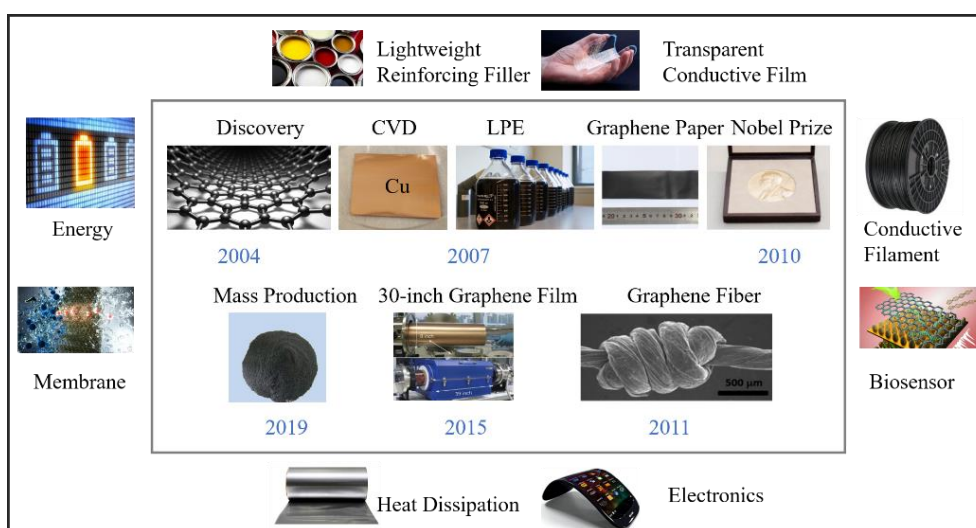 Lightweight
Reinforcing Filler
Transparent
Conductive Film
Energy
Membrane
Discovery
CVD
LPE
Graphene Paper
Nobel Prize
Cu
2004
2007
2010
Mass Production
30-inch Graphene Film
Graphene Fiber
500 μm
2019
2015
2011
Conductive
Filament
Biosensor
Heat Dissipation
Electronics